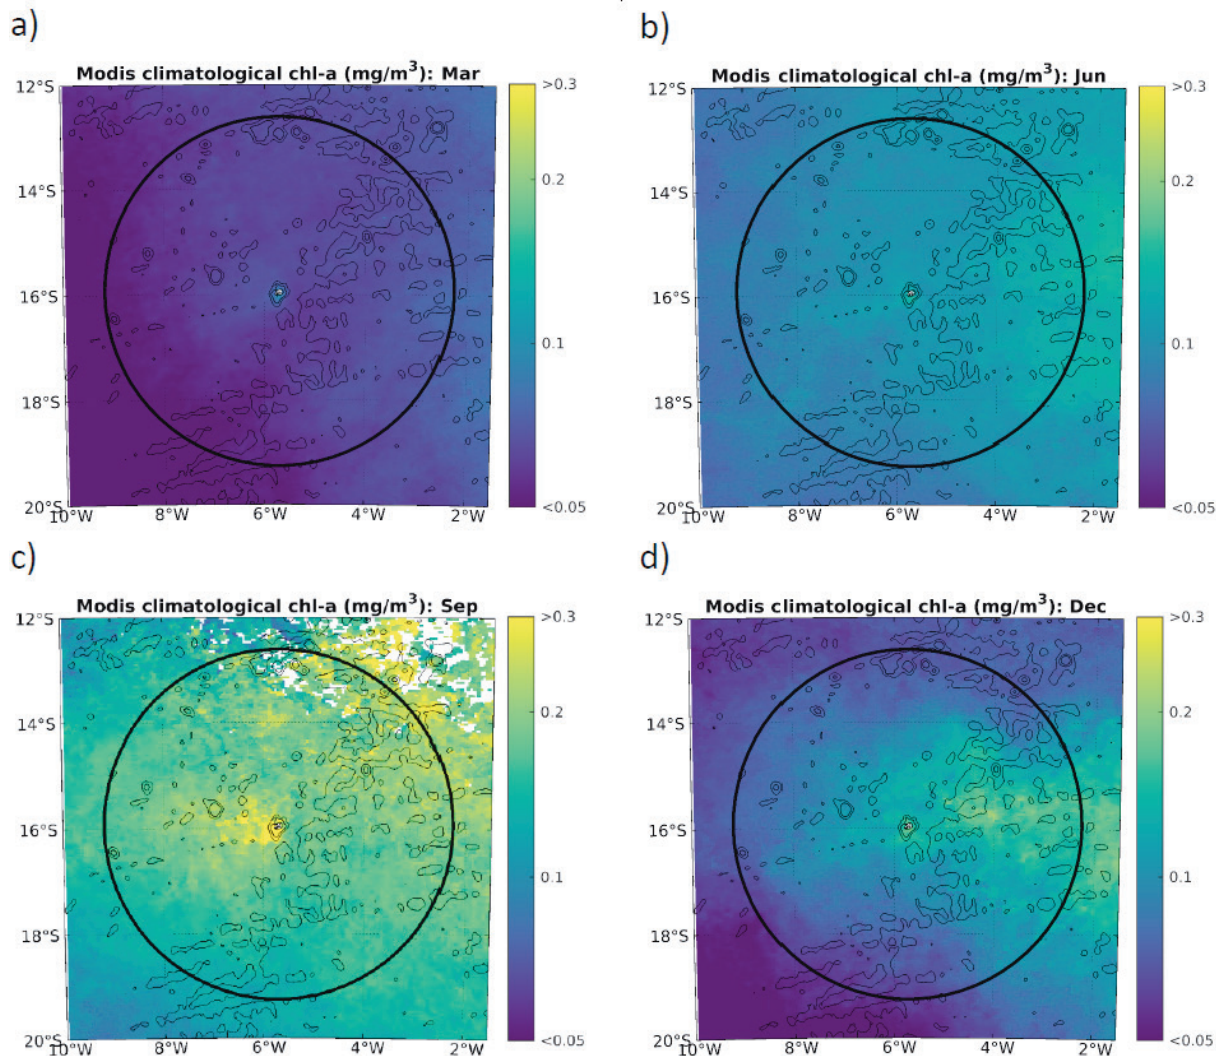 a)
Modis climatological chl-a (mg/m³): Mar
12°S
14°S
16°S
18°S
20°S
10°W 8°W 6°W 4°W 2°W
>0.3
0.2
0.1
<0.05
b)
Modis climatological chl-a (mg/m³): Jun
12°S
14°S
16°S
18°S
20°S
10°W 8°W 6°W 4°W 2°W
>0.3
0.2
0.1
<0.05
c)
Modis climatological chl-a (mg/m³): Sep
12°S
14°S
16°S
18°S
20°S
10°W 8°W 6°W 4°W 2°W
>0.3
0.2
0.1
<0.05
d)
Modis climatological chl-a (mg/m³): Dec
12°S
14°S
16°S
18°S
20°S
10°W 8°W 6°W 4°W 2°W
>0.3
0.2
0.1
<0.05